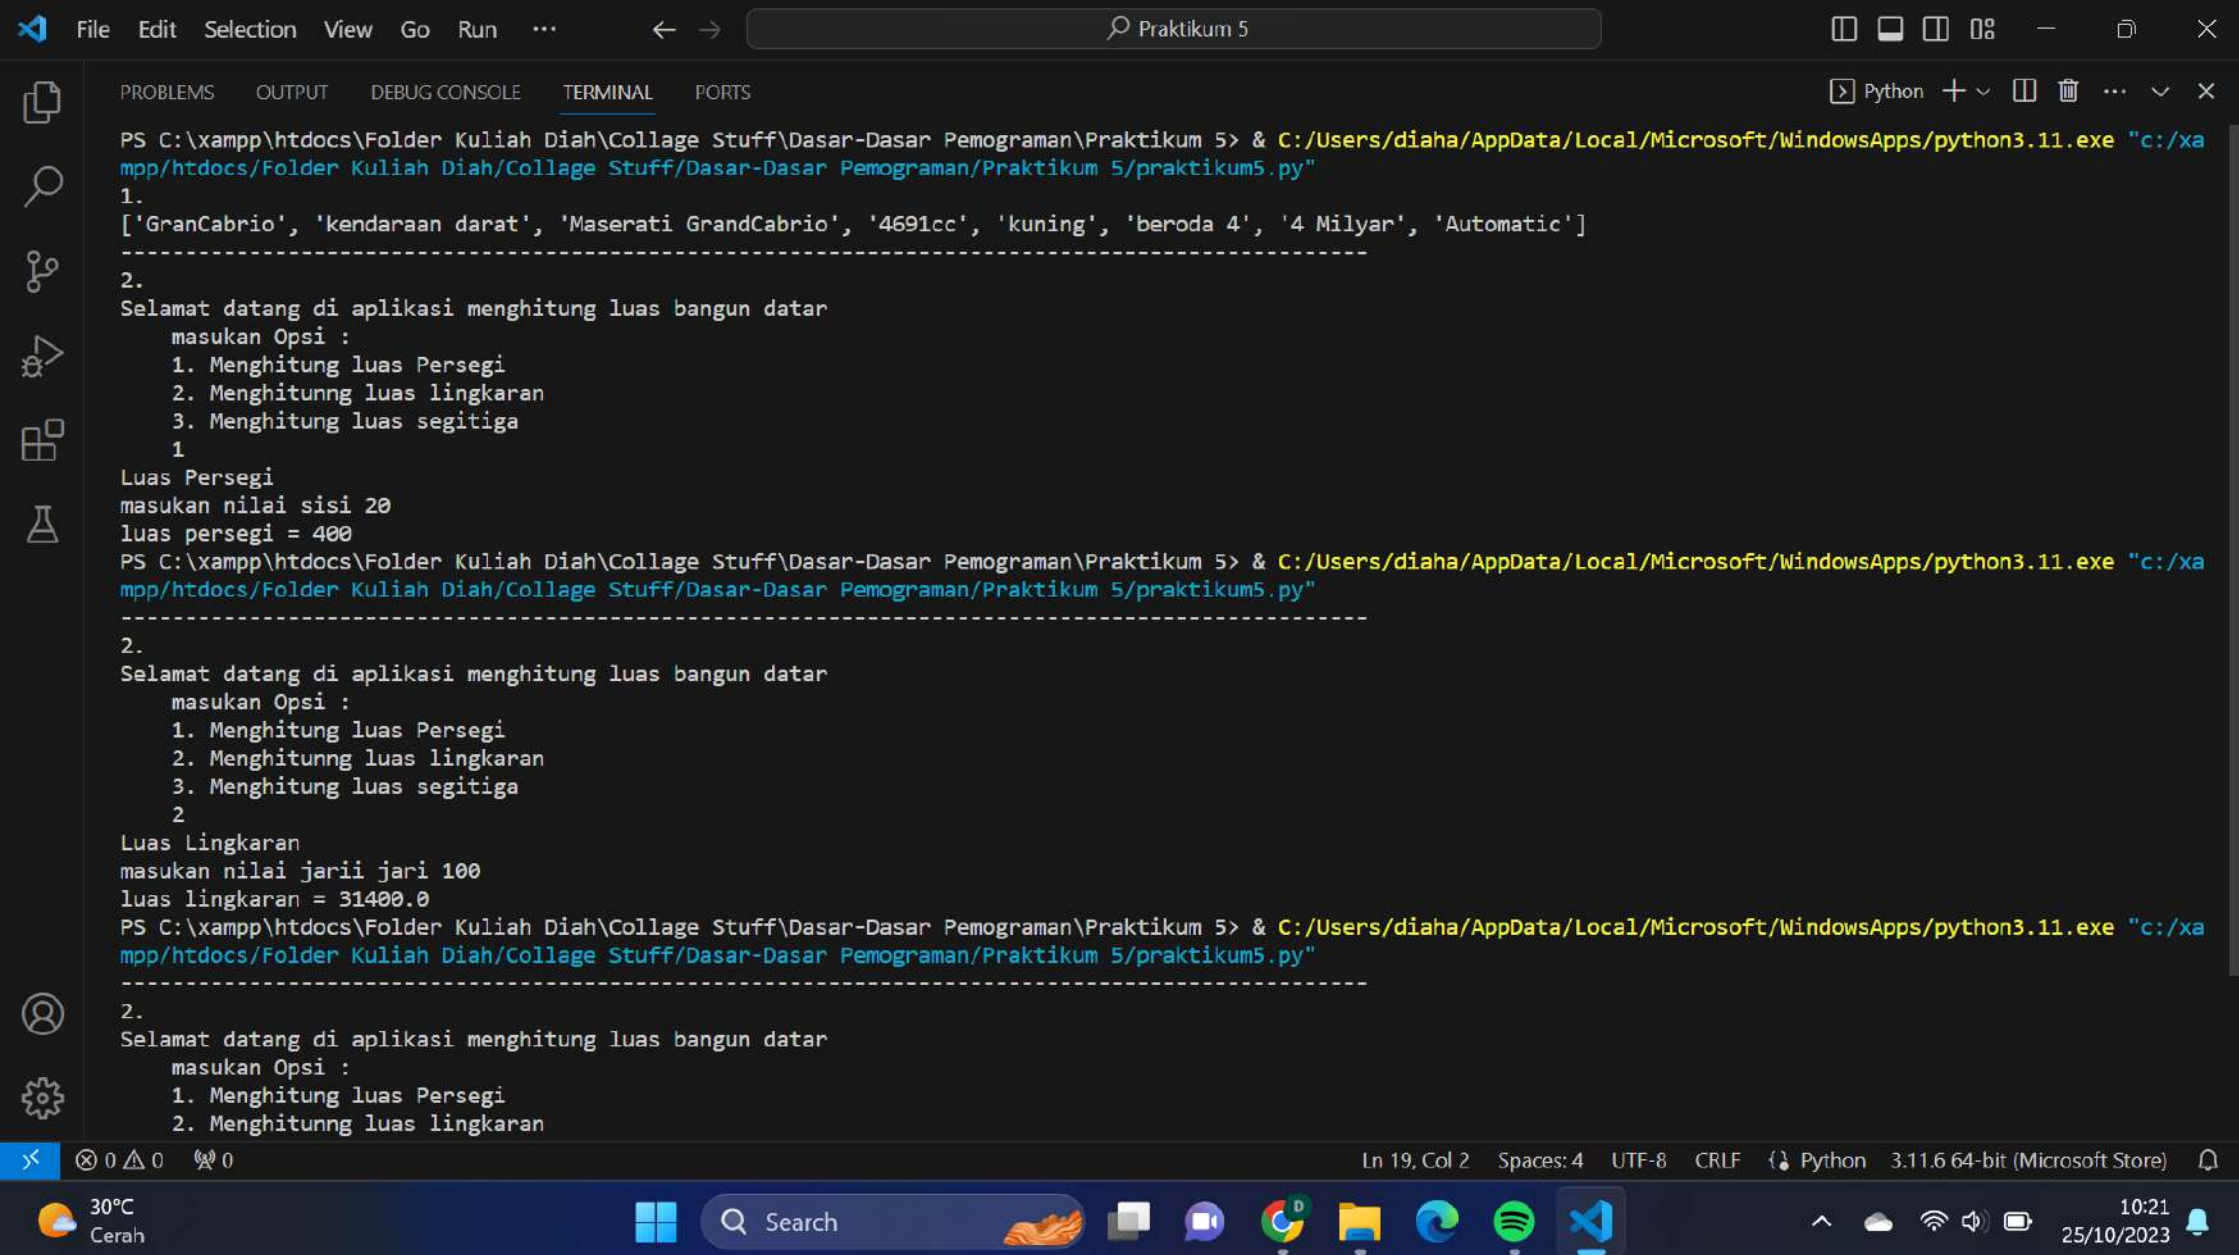 File Edit Selection View Go Run ··· Praktikum 5
PROBLEMS OUTPUT DEBUG CONSOLE TERMINAL PORTS Python
PS C:\xampp\htdocs\Folder Kuliah Diah\Collage Stuff\Dasar-Dasar Pemograman\Praktikum 5> & C:/Users/diaha/AppData/Local/Microsoft/WindowsApps/python3.11.exe "c:/xa
mpp/htdocs/Folder Kuliah Diah/Collage Stuff/Dasar-Dasar Pemograman/Praktikum 5/praktikum5.py"
1.
['GranCabrio', 'kendaraan darat', 'Maserati GrandCabrio', '4691cc', 'kuning', 'beroda 4', '4 Milyar', 'Automatic']
-------------------------------------------------------------------------------------------------
2.
Selamat datang di aplikasi menghitung luas bangun datar
masukan Opsi :
1. Menghitung luas Persegi
2. Menghitunng luas lingkaran
3. Menghitung luas segitiga
1
Luas Persegi
masukan nilai sisi 20
luas persegi = 400
PS C:\xampp\htdocs\Folder Kuliah Diah\Collage Stuff\Dasar-Dasar Pemograman\Praktikum 5> & C:/Users/diaha/AppData/Local/Microsoft/WindowsApps/python3.11.exe "c:/xa
mpp/htdocs/Folder Kuliah Diah/Collage Stuff/Dasar-Dasar Pemograman/Praktikum 5/praktikum5.py"
-------------------------------------------------------------------------------------------------
2.
Selamat datang di aplikasi menghitung luas bangun datar
masukan Opsi :
1. Menghitung luas Persegi
2. Menghitunng luas lingkaran
3. Menghitung luas segitiga
2
Luas Lingkaran
masukan nilai jarii jari 100
luas lingkaran = 31400.0
PS C:\xampp\htdocs\Folder Kuliah Diah\Collage Stuff\Dasar-Dasar Pemograman\Praktikum 5> & C:/Users/diaha/AppData/Local/Microsoft/WindowsApps/python3.11.exe "c:/xa
mpp/htdocs/Folder Kuliah Diah/Collage Stuff/Dasar-Dasar Pemograman/Praktikum 5/praktikum5.py"
-------------------------------------------------------------------------------------------------
2.
Selamat datang di aplikasi menghitung luas bangun datar
masukan Opsi :
1. Menghitung luas Persegi
2. Menghitunng luas lingkaran
0 0 0 Ln 19, Col 2 Spaces: 4 UTF-8 CRLF Python 3.11.6 64-bit (Microsoft Store)
30°C
Cerah
Search
D
10:21
25/10/2023